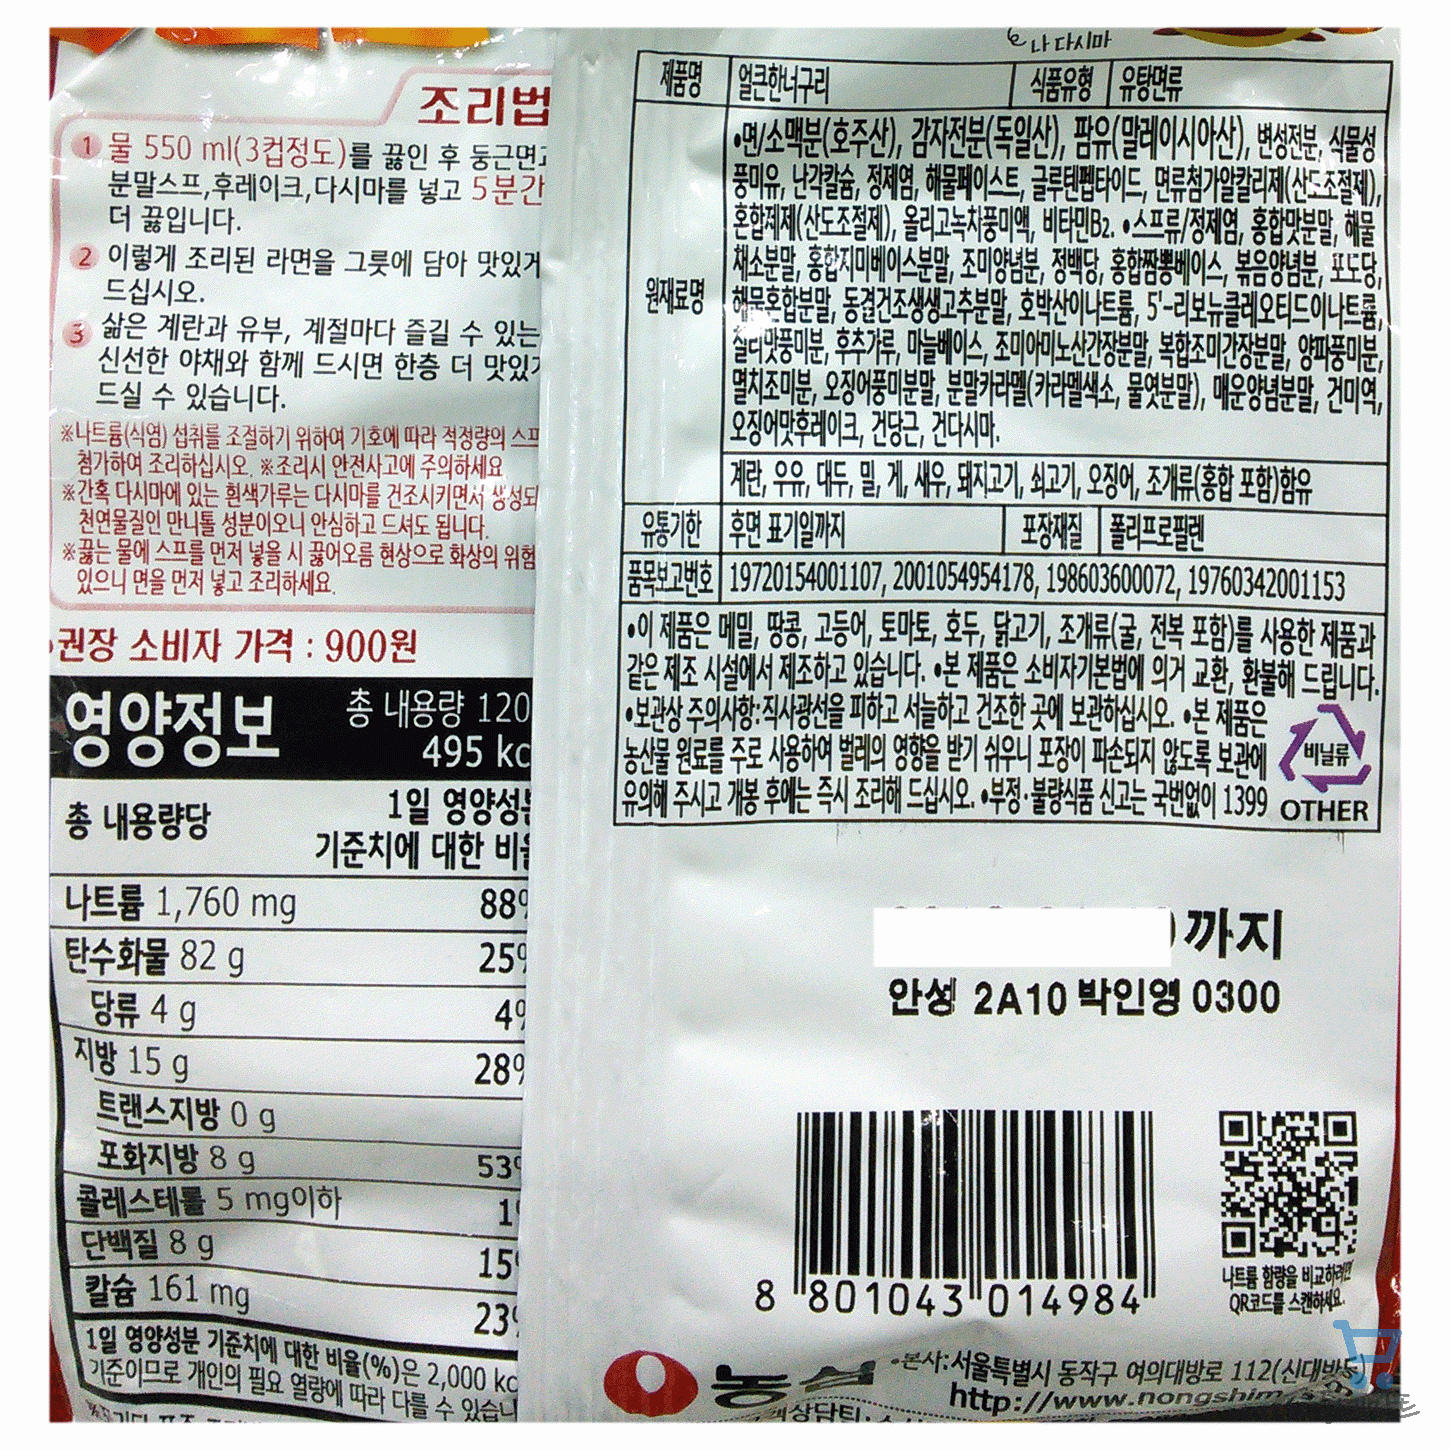 조리법
1 물 550 ml(3컵정도)를 끓인 후 둥근면과
분말스프,후레이크,다시마를 넣고 5분간
더 끓입니다.
2 이렇게 조리된 라면을 그릇에 담아 맛있게
드십시오.
3 삶은 계란과 유부, 계절마다 즐길 수 있는
신선한 야채와 함께 드시면 한층 더 맛있게
드실 수 있습니다.
※나트륨(식염) 섭취를 조절하기 위하여 기호에 따라 적정량의 스프
첨가하여 조리하십시오. ※조리시 안전사고에 주의하세요
※간혹 다시마에 있는 흰색가루는 다시마를 건조시키면서 생성되
천연물질인 만니톨 성분이오니 안심하고 드셔도 됩니다.
※끓는 물에 스프를 먼저 넣을 시 끓어오름 현상으로 화상의 위험
있으니 면을 먼저 넣고 조리하세요.
•권장 소비자 가격 : 900원
영양정보 총 내용량 120
495 kc
총 내용량당 1일 영양성분
기준치에 대한 비율
나트륨 1,760 mg 88%
탄수화물 82 g 25%
당류 4 g 4%
지방 15 g 28%
트랜스지방 0 g
포화지방 8 g 53%
콜레스테롤 5 mg이하 1%
단백질 8 g 15%
칼슘 161 mg 23%
1일 영양성분 기준치에 대한 비율(%)은 2,000 kc
기준이므로 개인의 필요 열량에 따라 다를 수 있습니
나 다시마
제품명 얼큰한너구리 식품유형 유탕면류
원재료명
•면/소맥분(호주산), 감자전분(독일산), 팜유(말레이시아산), 변성전분, 식물성
풍미유, 난각칼슘, 정제염, 해물페이스트, 글루텐펩타이드, 면류첨가알칼리제(산도조절제),
혼합제제(산도조절제), 올리고녹차풍미액, 비타민B2. •스프류/정제염, 홍합맛분말, 해물
채소분말, 홍합지미베이스분말, 조미양념분, 정백당, 홍합짬뽕베이스, 볶음양념분, 포도당,
해물혼합분말, 동결건조생생고추분말, 호박산이나트륨, 5'-리보뉴클레오티드이나트륨,
칠리맛풍미분, 후추가루, 마늘베이스, 조미아미노산간장분말, 복합조미간장분말, 양파풍미분,
멸치조미분, 오징어풍미분말, 분말카라멜(카라멜색소, 물엿분말), 매운양념분말, 건미역,
오징어맛후레이크, 건당근, 건다시마.
계란, 우유, 대두, 밀, 게, 새우, 돼지고기, 쇠고기, 오징어, 조개류(홍합 포함)함유
유통기한 후면 표기일까지 포장재질 폴리프로필렌
품목보고번호 19720154001107, 2001054954178, 198603600072, 19760342001153
•이 제품은 메밀, 땅콩, 고등어, 토마토, 호두, 닭고기, 조개류(굴, 전복 포함)를 사용한 제품과
같은 제조 시설에서 제조하고 있습니다. •본 제품은 소비자기본법에 의거 교환, 환불해 드립니다.
•보관상 주의사항:직사광선을 피하고 서늘하고 건조한 곳에 보관하십시오. •본 제품은
농산물 원료를 주로 사용하여 벌레의 영향을 받기 쉬우니 포장이 파손되지 않도록 보관에
유의해 주시고 개봉 후에는 즉시 조리해 드십시오. •부정·불량식품 신고는 국번없이 1399
비닐류
OTHER
까지
안성 2A10 박인영 0300
8 801043 014984
나트륨 함량을 비교하려면
QR코드를 스캔하세요.
농심
•본사:서울특별시 동작구 여의대방로 112(신대방동
http://www.nongshim